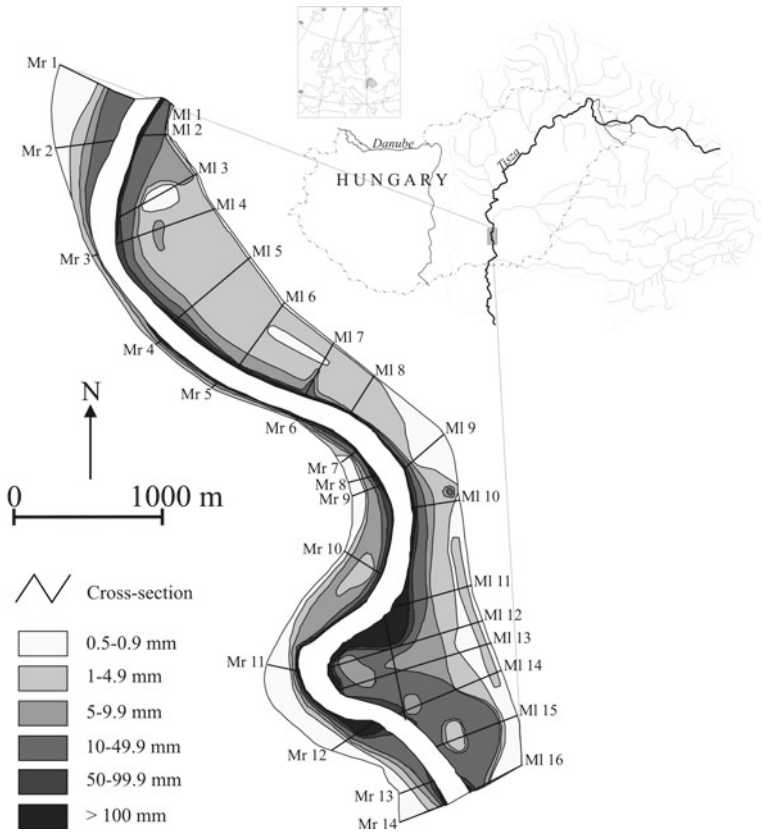 Mr 1
Ml 1
Ml 2
Mr 2
Ml 3
Ml 4
Mr 3
Ml 5
Ml 6
Mr 4
Ml 7
Mr 5
Ml 8
Mr 6
Ml 9
Mr 7
Mr 8
Mr 9
Ml 10
Mr 10
Ml 11
Ml 12
Ml 13
Mr 11
Ml 14
Ml 15
Mr 12
Ml 16
Mr 13
Mr 14
Danube
Tisza
HUNGARY
N
0 1000 m
Cross-section
0.5-0.9 mm
1-4.9 mm
5-9.9 mm
10-49.9 mm
50-99.9 mm
> 100 mm